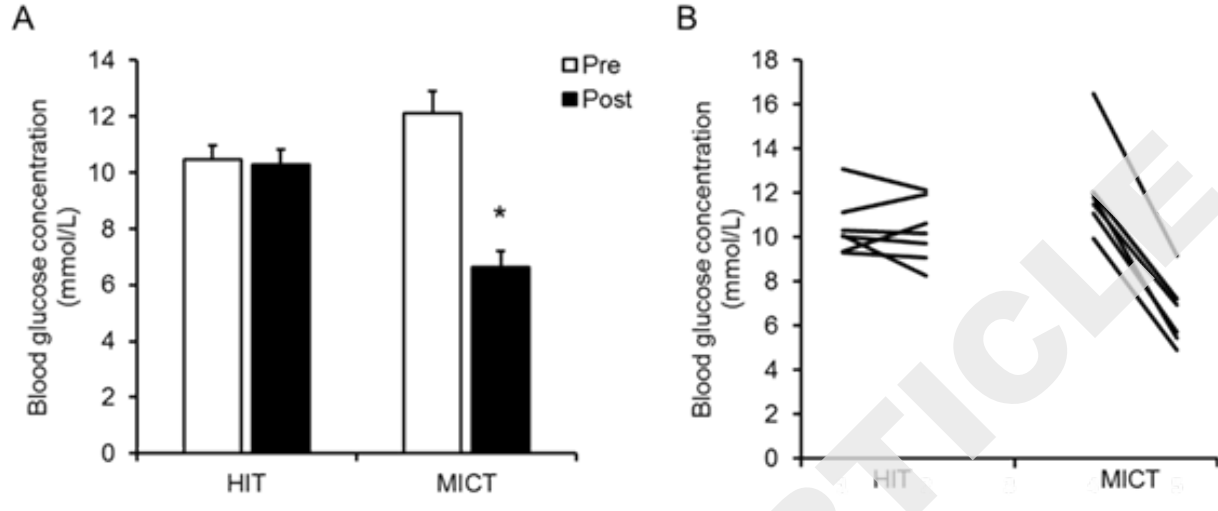 A
Blood glucose concentration
(mmol/L)
14
12
10
8
6
4
2
0
Pre
Post
*
HIT
MICT
B
Blood glucose concentration
(mmol/L)
18
16
14
12
10
8
6
4
2
0
HIT
MICT
RTICLE